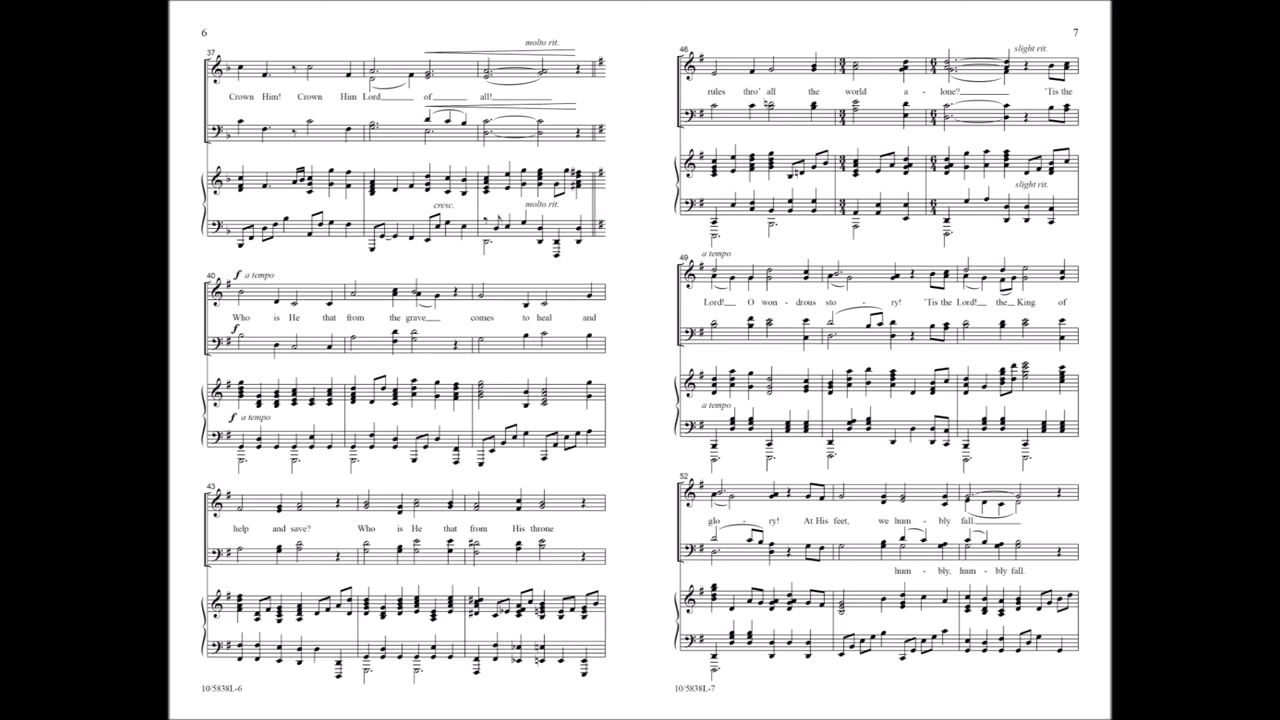 6
37
molto rit.
Crown Him! Crown Him Lord of all!
cresc. molto rit.
40
f a tempo
Who is He that from the grave comes to heal and
f
f a tempo
43
help and save? Who is He that from His throne
10/5838L-6
7
46
slight rit.
rules thro' all the world a - lone? 'Tis the
slight rit.
49
a tempo
Lord! O won - drous sto - ry! 'Tis the Lord! the King of
a tempo
52
glo - ry! At His feet, we hum - bly fall
hum - bly, hum - bly fall.
10/5838L-7